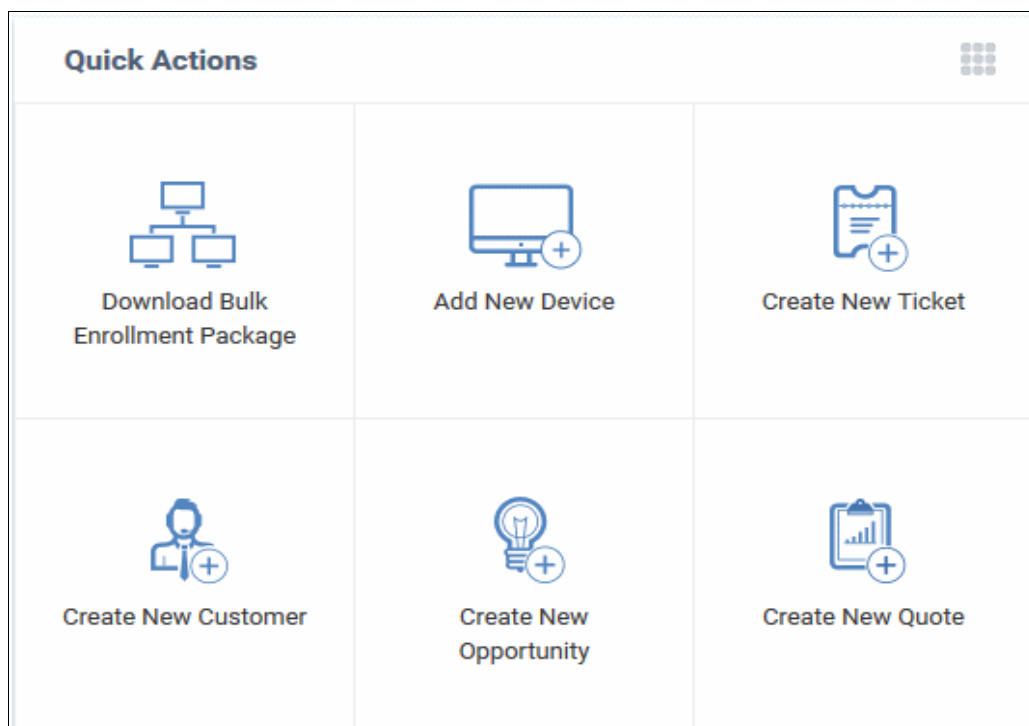 Quick Actions
Download Bulk
Enrollment Package
Add New Device
Create New Ticket
Create New Customer
Create New
Opportunity
Create New Quote